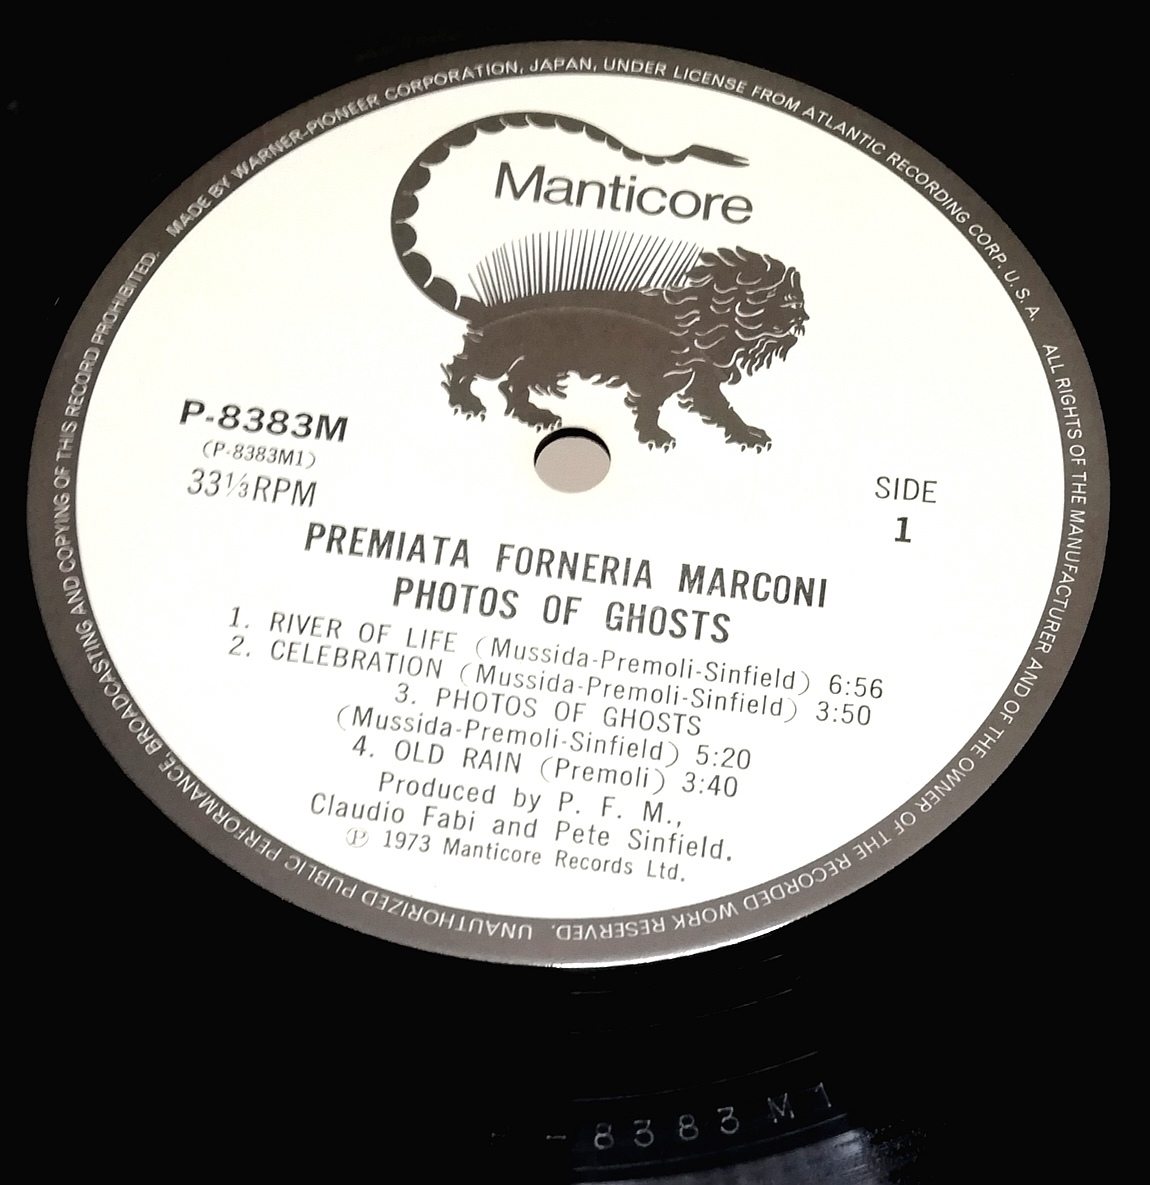 MADE BY WARNER-PIONEER CORPORATION, JAPAN, UNDER LICENSE FROM ATLANTIC RECORDING CORP. U. S. A. ALL RIGHTS OF THE MANUFACTURER AND OF THE OWNER OF THE RECORDED WORK RESERVED. UNAUTHORIZED PUBLIC PERFORMANCE, BROADCASTING AND COPYING OF THIS RECORD PROHIBITED.
Manticore
P-8383M
(P-8383M1)
33⅓RPM
SIDE
1
PREMIATA FORNERIA MARCONI
PHOTOS OF GHOSTS
1. RIVER OF LIFE (Mussida-Premoli-Sinfield) 6:56
2. CELEBRATION (Mussida-Premoli-Sinfield) 3:50
3. PHOTOS OF GHOSTS
(Mussida-Premoli-Sinfield) 5:20
4. OLD RAIN (Premoli) 3:40
Produced by P. F. M.,
Claudio Fabi and Pete Sinfield.
℗ 1973 Manticore Records Ltd.
-8383 M 1